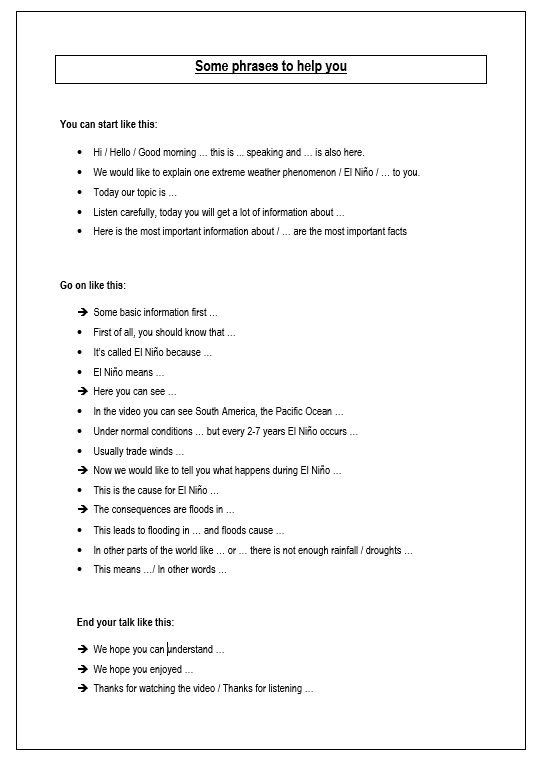 Some phrases to help you
You can start like this:
• Hi / Hello / Good morning … this is ... speaking and … is also here.
• We would like to explain one extreme weather phenomenon / El Niño / … to you.
• Today our topic is …
• Listen carefully, today you will get a lot of information about …
• Here is the most important information about / … are the most important facts
Go on like this:
➔ Some basic information first …
• First of all, you should know that …
• It's called El Niño because …
• El Niño means …
➔ Here you can see …
• In the video you can see South America, the Pacific Ocean …
• Under normal conditions … but every 2-7 years El Niño occurs …
• Usually trade winds …
➔ Now we would like to tell you what happens during El Niño …
• This is the cause for El Niño …
➔ The consequences are floods in …
• This leads to flooding in … and floods cause …
• In other parts of the world like … or … there is not enough rainfall / droughts …
• This means …/ In other words …
End your talk like this:
➔ We hope you can understand …
➔ We hope you enjoyed …
➔ Thanks for watching the video / Thanks for listening …